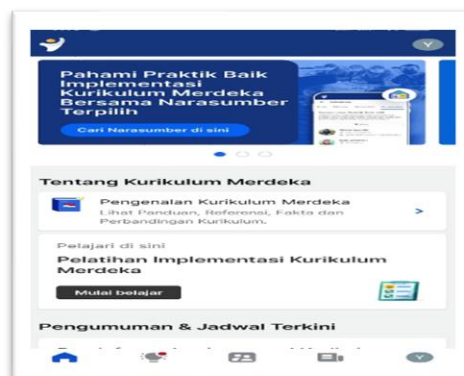 Y
Pahami Praktik Baik
Implementasi
Kurikulum Merdeka
Bersama Narasumber
Terpilih
Cari Narasumber di sini
Tentang Kurikulum Merdeka
Pengenalan Kurikulum Merdeka
Lihat Panduan, Referensi, Fakta dan
Perbandingan Kurikulum.
Pelajari di sini
Pelatihan Implementasi Kurikulum
Merdeka
Mulai belajar
Pengumuman & Jadwal Terkini
Y